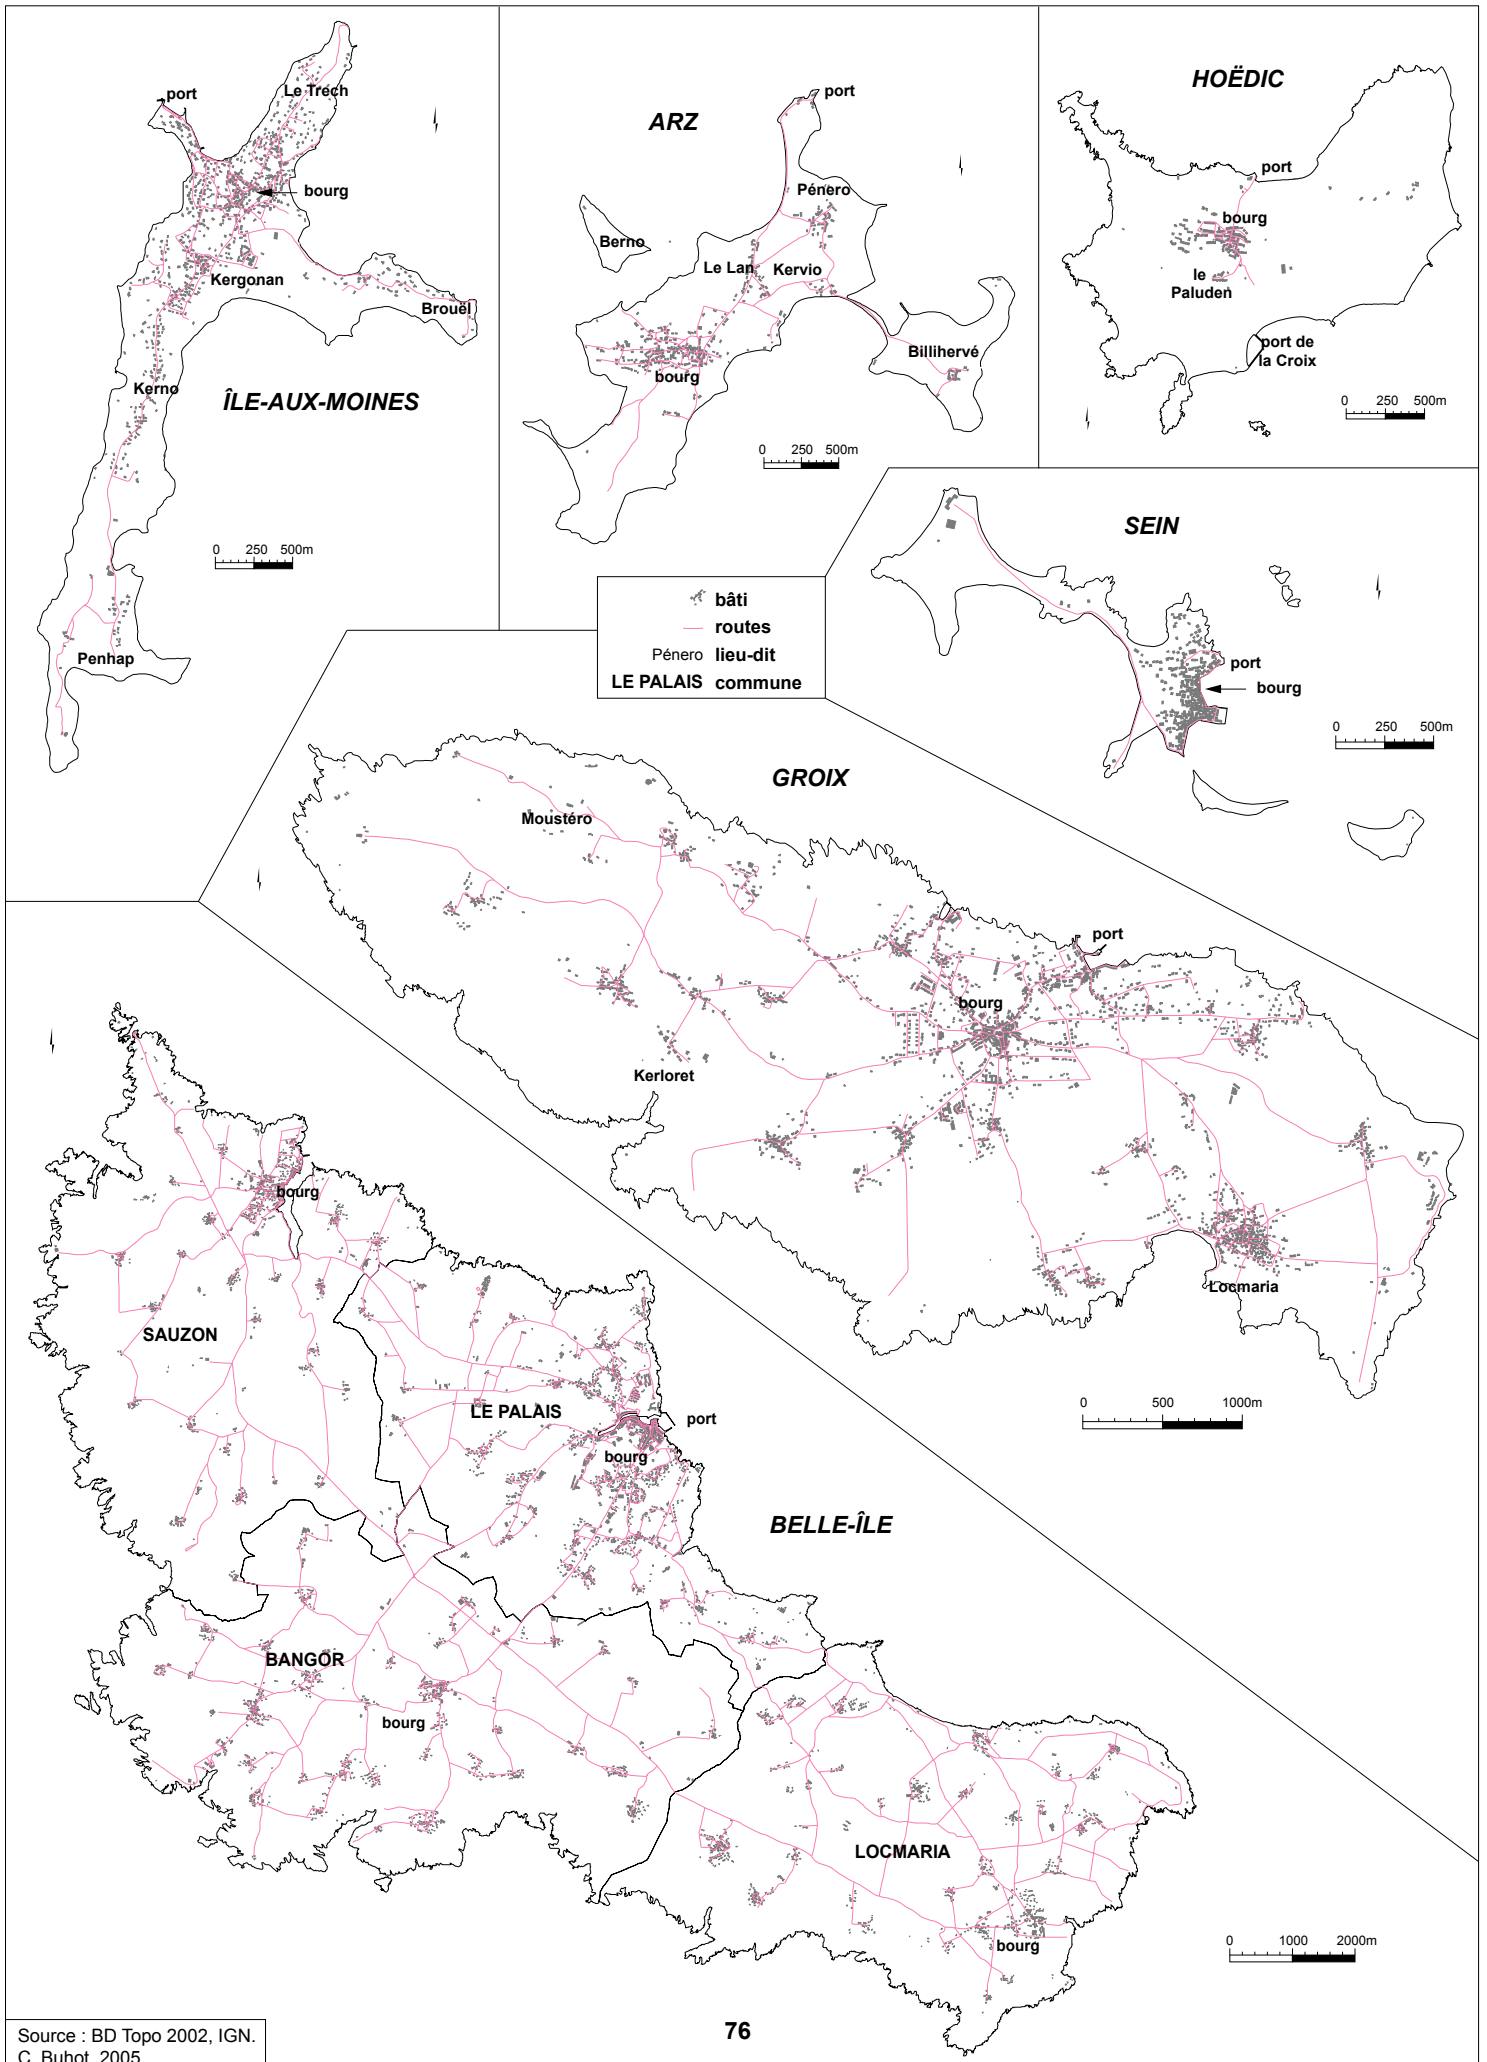 port
Le Trech
bourg
Kergonan
Brouël
Kerno
ÎLE-AUX-MOINES
0 250 500m
Penhap
ARZ
port
Pénero
Berno
Le Lan
Kervio
Billihervé
bourg
0 250 500m
HOËDIC
port
bourg
le
Paluden
port de
la Croix
0 250 500m
SEIN
port
bourg
0 250 500m
bâti
routes
Pénero lieu-dit
LE PALAIS commune
GROIX
Moustéro
port
bourg
Kerloret
Locmaria
0 500 1000m
bourg
SAUZON
LE PALAIS
port
bourg
BELLE-ÎLE
BANGOR
bourg
LOCMARIA
bourg
0 1000 2000m
Source : BD Topo 2002, IGN.
C. Buhot, 2005
76